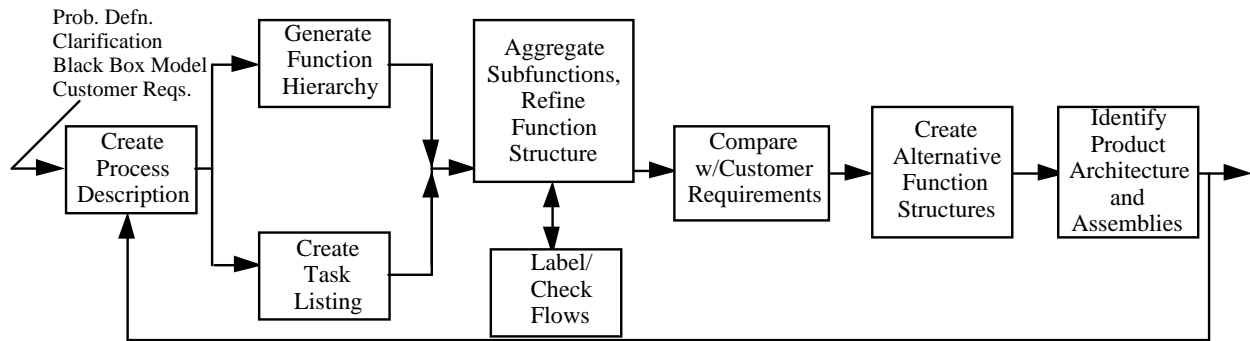 Prob. Defn.
Clarification
Black Box Model
Customer Reqs.
Create
Process
Description
Generate
Function
Hierarchy
Create
Task
Listing
Aggregate
Subfunctions,
Refine
Function
Structure
Label/
Check
Flows
Compare
w/Customer
Requirements
Create
Alternative
Function
Structures
Identify
Product
Architecture
and
Assemblies